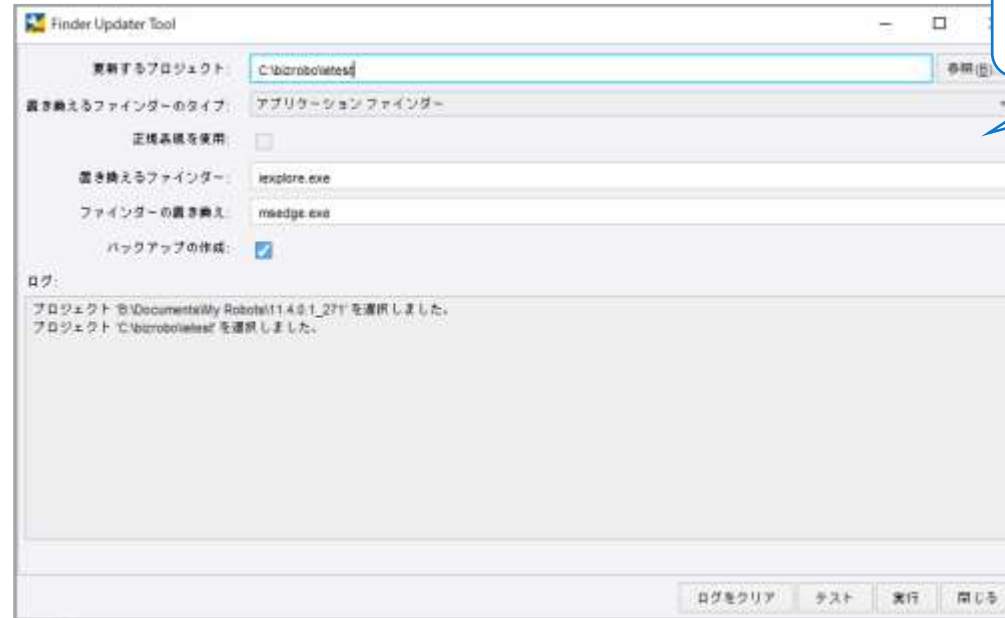 Finder Updater Tool
更新するプロジェクト: C:\bizrobo\ietest 参照(B)
置き換えるファインダーのタイプ: アプリケーション ファインダー
正規表現を使用:
置き換えるファインダー: iexplore.exe
ファインダーの置き換え: msedge.exe
バックアップの作成:
ログ:
プロジェクト 'B:\Documents\My Robots\11.4.0.1_271' を選択しました。
プロジェクト 'C:\bizrobo\ietest' を選択しました。
ログをクリア テスト 実行 閉じる